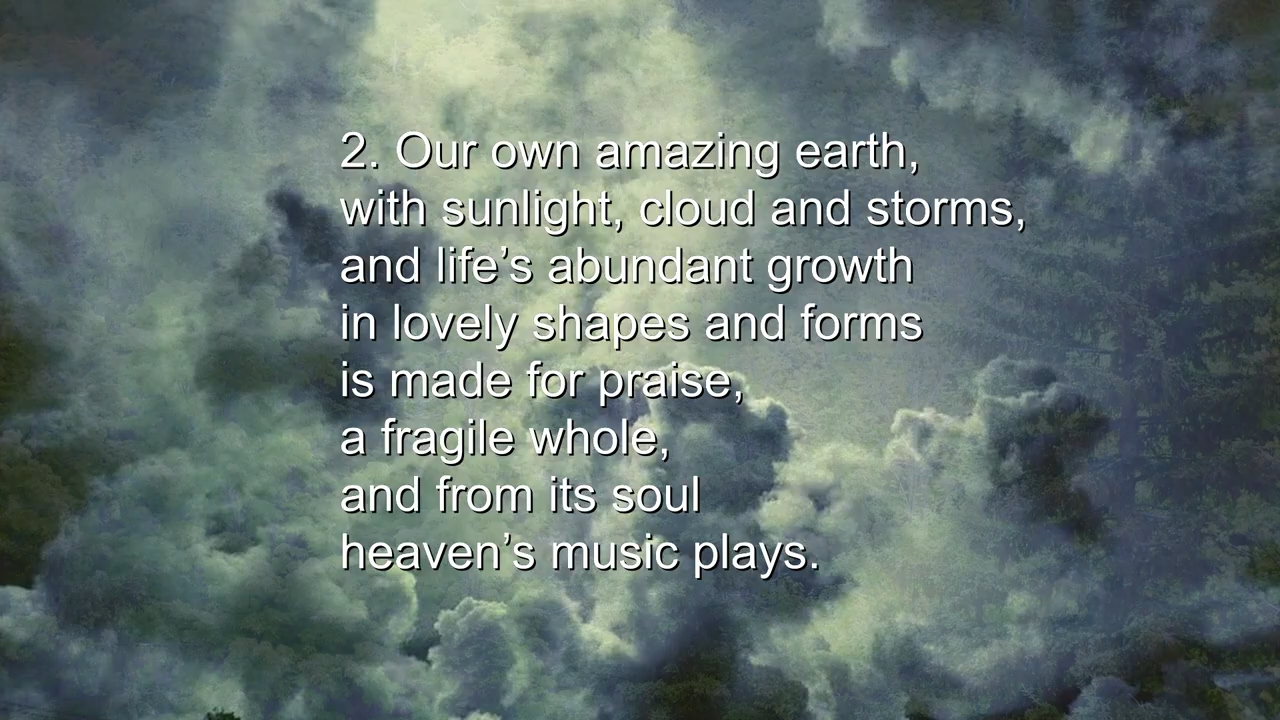 2. Our own amazing earth,
with sunlight, cloud and storms,
and life’s abundant growth
in lovely shapes and forms
is made for praise,
a fragile whole,
and from its soul
heaven’s music plays.